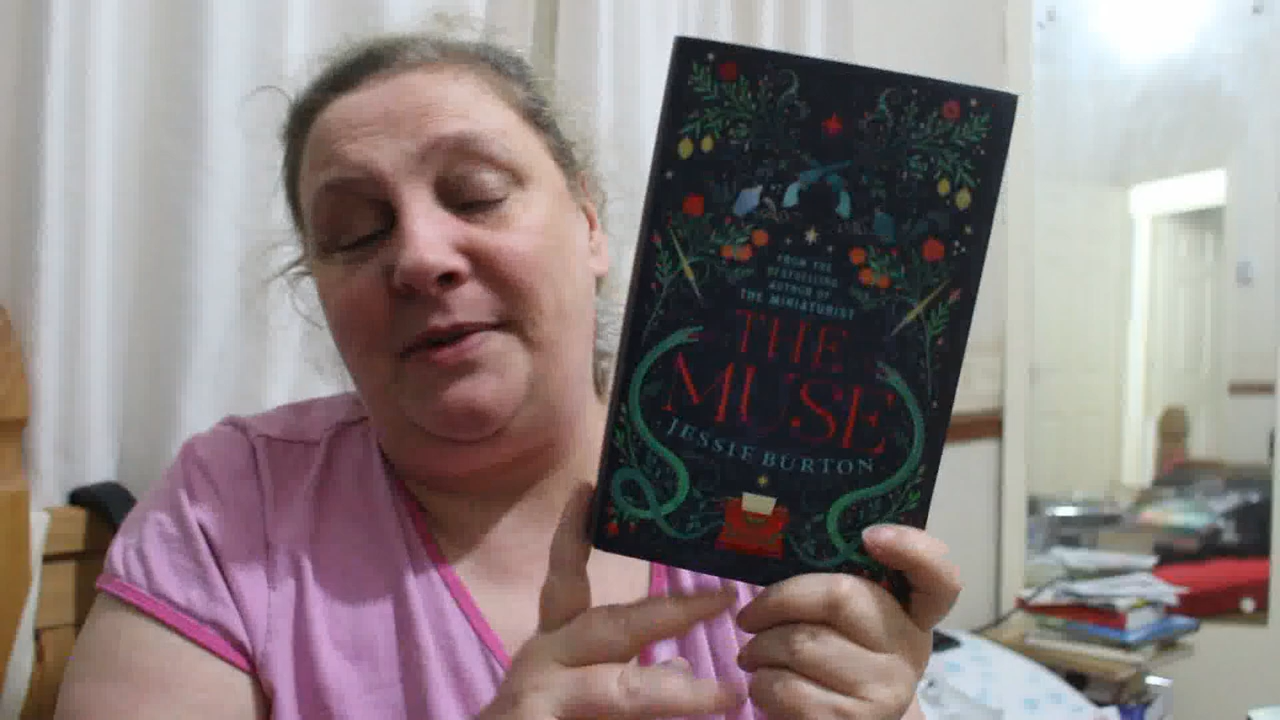 FROM THE
BESTSELLING
AUTHOR OF
THE MINIATURIST
THE
MUSE
JESSIE BURTON